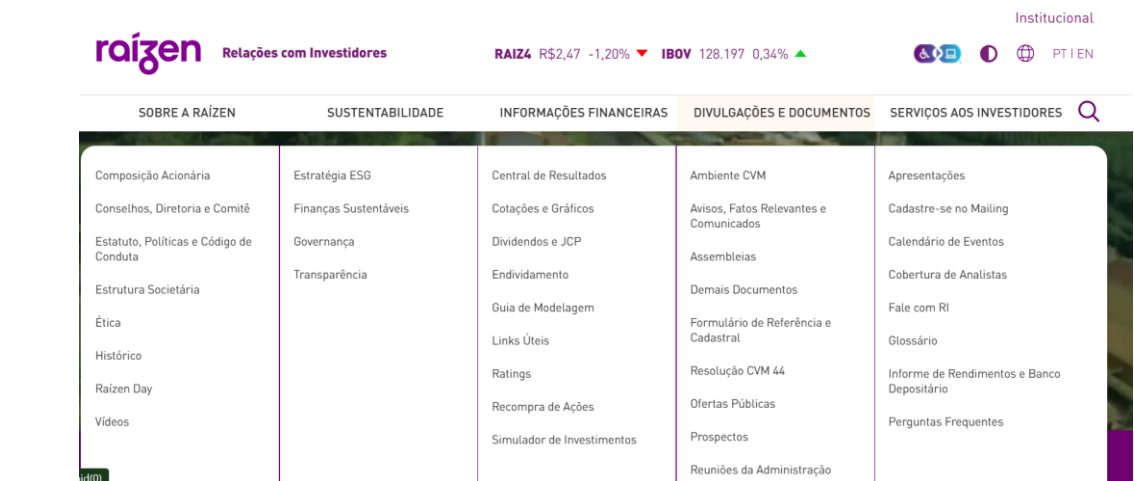 Institucional
raízen Relações com Investidores
RAIZ4 R$2,47 -1,20% IBOV 128.197 0,34%
PT | EN
SOBRE A RAÍZEN
SUSTENTABILIDADE
INFORMAÇÕES FINANCEIRAS
DIVULGAÇÕES E DOCUMENTOS
SERVIÇOS AOS INVESTIDORES
Composição Acionária
Conselhos, Diretoria e Comitê
Estatuto, Políticas e Código de
Conduta
Estrutura Societária
Ética
Histórico
Raízen Day
Vídeos
Estratégia ESG
Finanças Sustentáveis
Governança
Transparência
Central de Resultados
Cotações e Gráficos
Dividendos e JCP
Endividamento
Guia de Modelagem
Links Úteis
Ratings
Recompra de Ações
Simulador de Investimentos
Ambiente CVM
Avisos, Fatos Relevantes e
Comunicados
Assembleias
Demais Documentos
Formulário de Referência e
Cadastral
Resolução CVM 44
Ofertas Públicas
Prospectos
Reuniões da Administração
Apresentações
Cadastre-se no Mailing
Calendário de Eventos
Cobertura de Analistas
Fale com RI
Glossário
Informe de Rendimentos e Banco
Depositário
Perguntas Frequentes